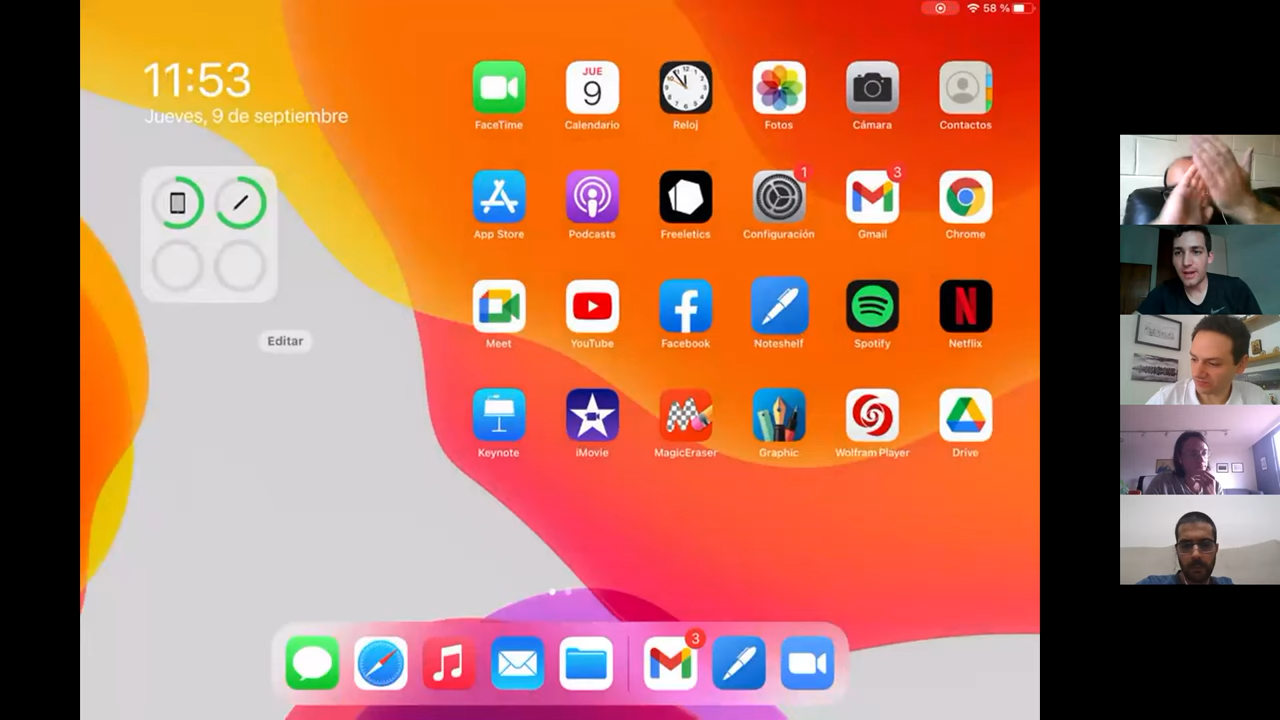 58 %
11:53
Jueves, 9 de septiembre
FaceTime
JUE
9
Calendario
Reloj
Fotos
Cámara
Contactos
App Store
Podcasts
Freeletics
1
Configuración
3
Gmail
Chrome
Meet
YouTube
Facebook
Noteshelf
Spotify
N
Netflix
Editar
Keynote
iMovie
MagicEraser
Graphic
Wolfram Player
Drive
3